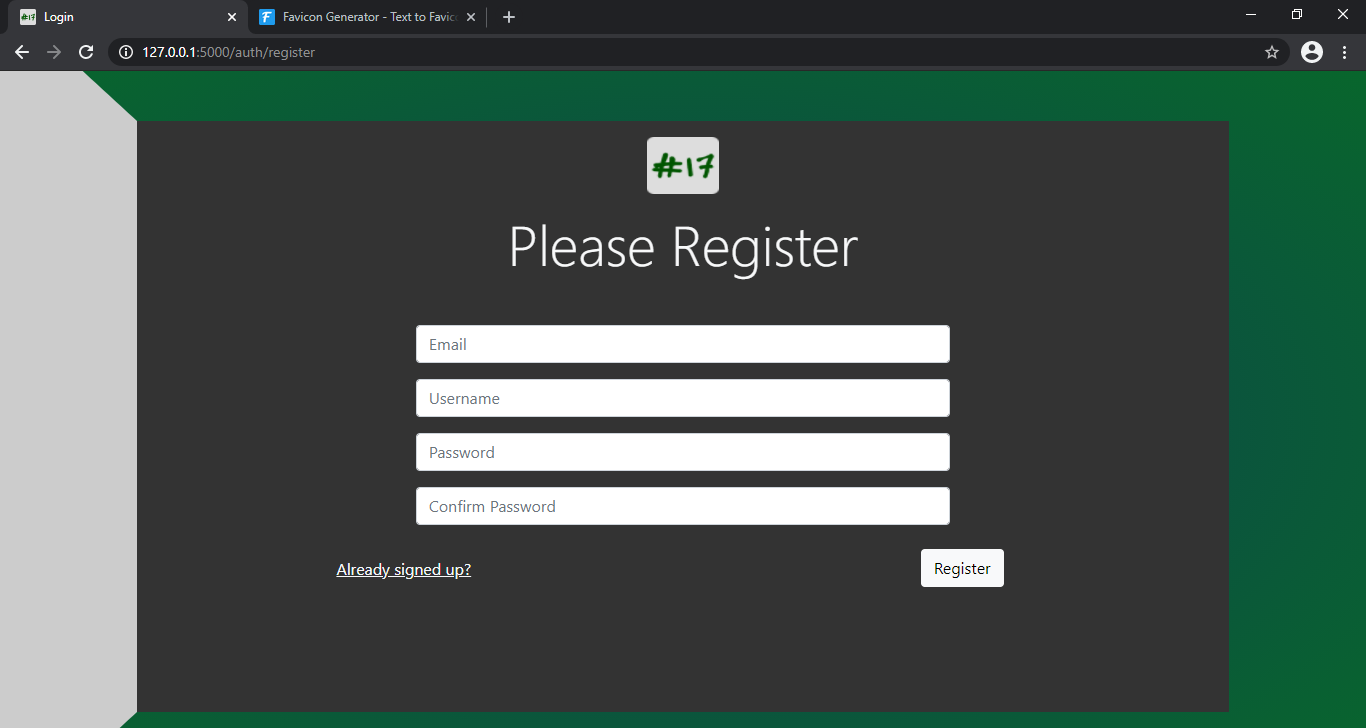 Login
Favicon Generator - Text to Favic
127.0.0.1:5000/auth/register
#17
Please Register
Email
Username
Password
Confirm Password
Already signed up?
Register